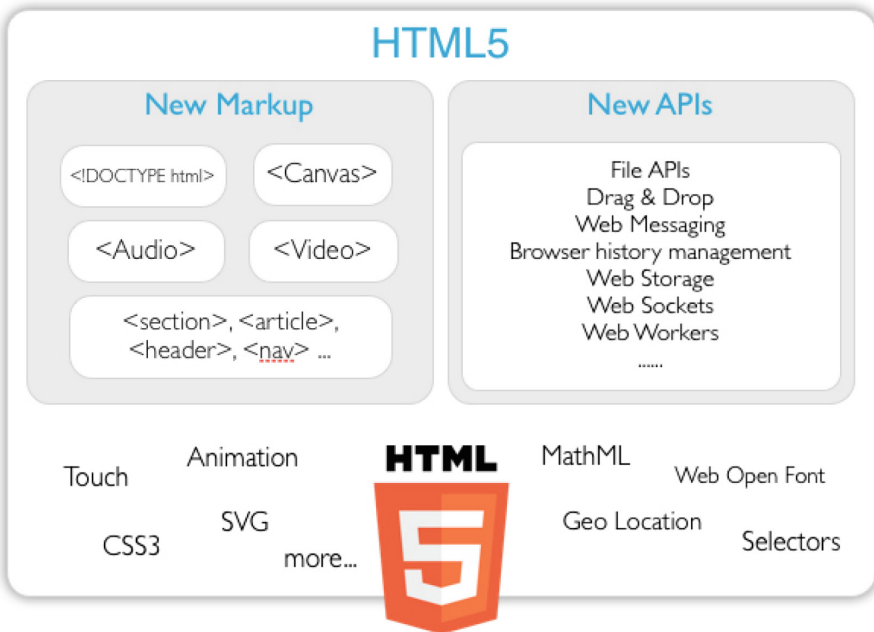 HTML5
New Markup
<!DOCTYPE html>
<Canvas>
<Audio>
<Video>
<section>, <article>,
<header>, <nav> ...
New APIs
File APIs
Drag & Drop
Web Messaging
Browser history management
Web Storage
Web Sockets
Web Workers
......
Touch
Animation
CSS3
SVG
more...
HTML
5
MathML
Web Open Font
Geo Location
Selectors